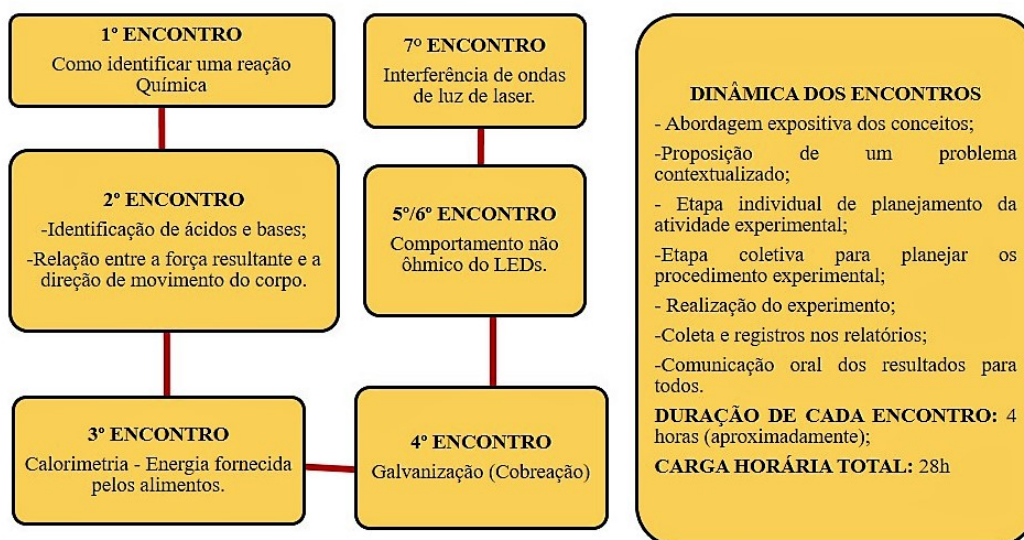 1º ENCONTRO
Como identificar uma reação
Química
2º ENCONTRO
-Identificação de ácidos e bases;
-Relação entre a força resultante e a
direção de movimento do corpo.
3º ENCONTRO
Calorimetria - Energia fornecida
pelos alimentos.
4º ENCONTRO
Galvanização (Cobreação)
5º/6º ENCONTRO
Comportamento não
ôhmico do LEDs.
7º ENCONTRO
Interferência de ondas
de luz de laser.
DINÂMICA DOS ENCONTROS
- Abordagem expositiva dos conceitos;
-Proposição de um problema
contextualizado;
- Etapa individual de planejamento da
atividade experimental;
-Etapa coletiva para planejar os
procedimento experimental;
- Realização do experimento;
-Coleta e registros nos relatórios;
-Comunicação oral dos resultados para
todos.
DURAÇÃO DE CADA ENCONTRO: 4
horas (aproximadamente);
CARGA HORÁRIA TOTAL: 28h